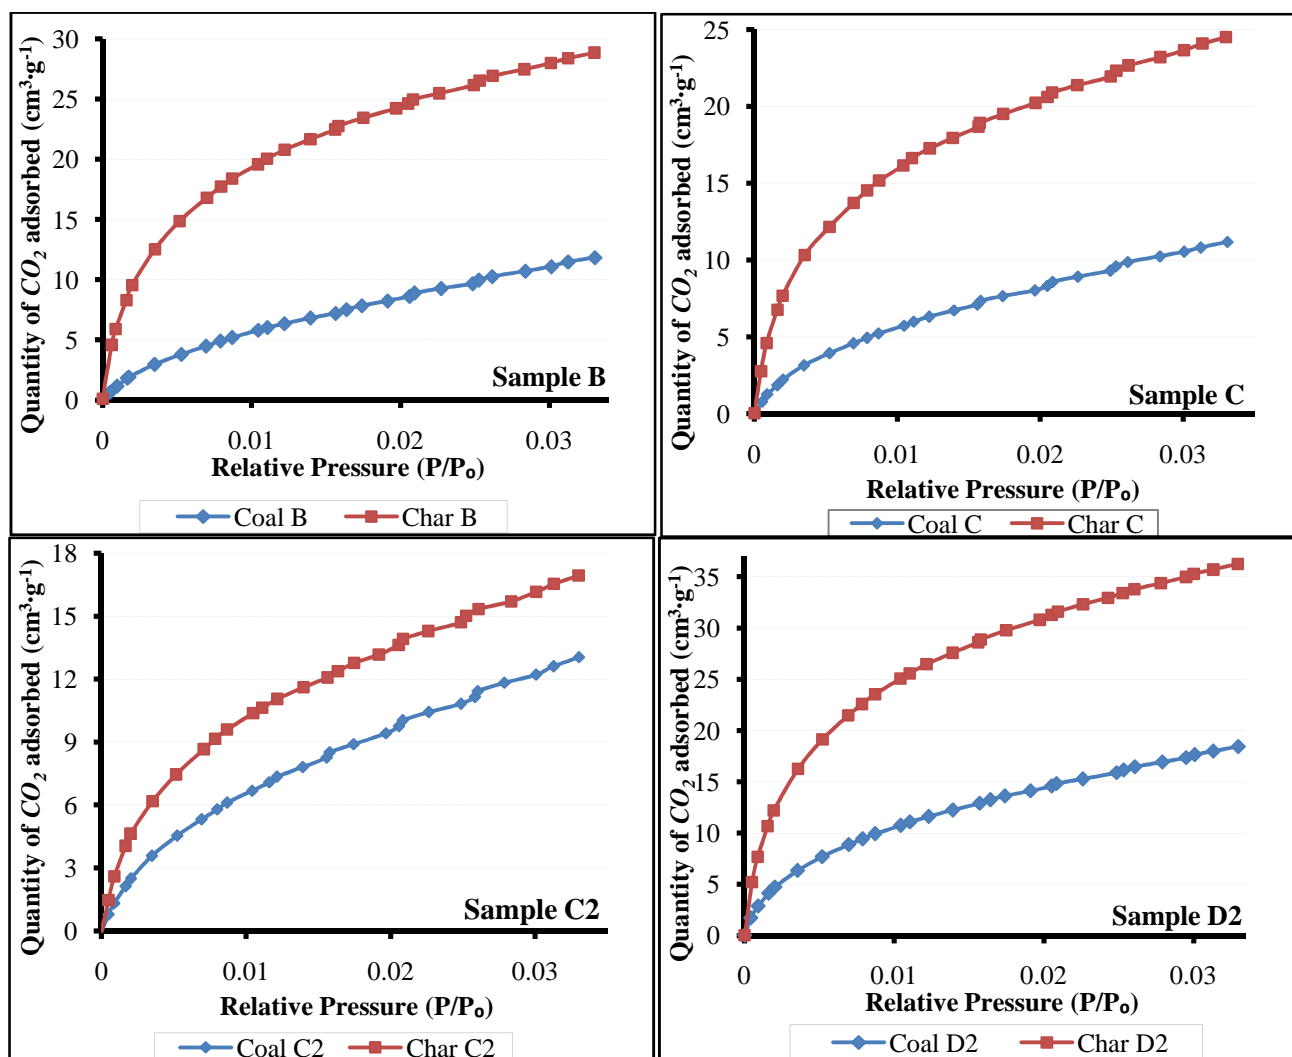 Quantity of CO₂ adsorbed (cm³·g⁻¹)
30
25
20
15
10
5
0
0 0.01 0.02 0.03
Sample B
Relative Pressure (P/Pₒ)
Coal B Char B
Quantity of CO₂ adsorbed (cm³·g⁻¹)
25
20
15
10
5
0
0 0.01 0.02 0.03
Sample C
Relative Pressure (P/Pₒ)
Coal C Char C
Quantity of CO₂ adsorbed (cm³·g⁻¹)
18
15
12
9
6
3
0
0 0.01 0.02 0.03
Sample C2
Relative Pressure (P/Pₒ)
Coal C2 Char C2
Quantity of CO₂ adsorbed (cm³·g⁻¹)
35
30
25
20
15
10
5
0
0 0.01 0.02 0.03
Sample D2
Relative Pressure (P/Pₒ)
Coal D2 Char D2